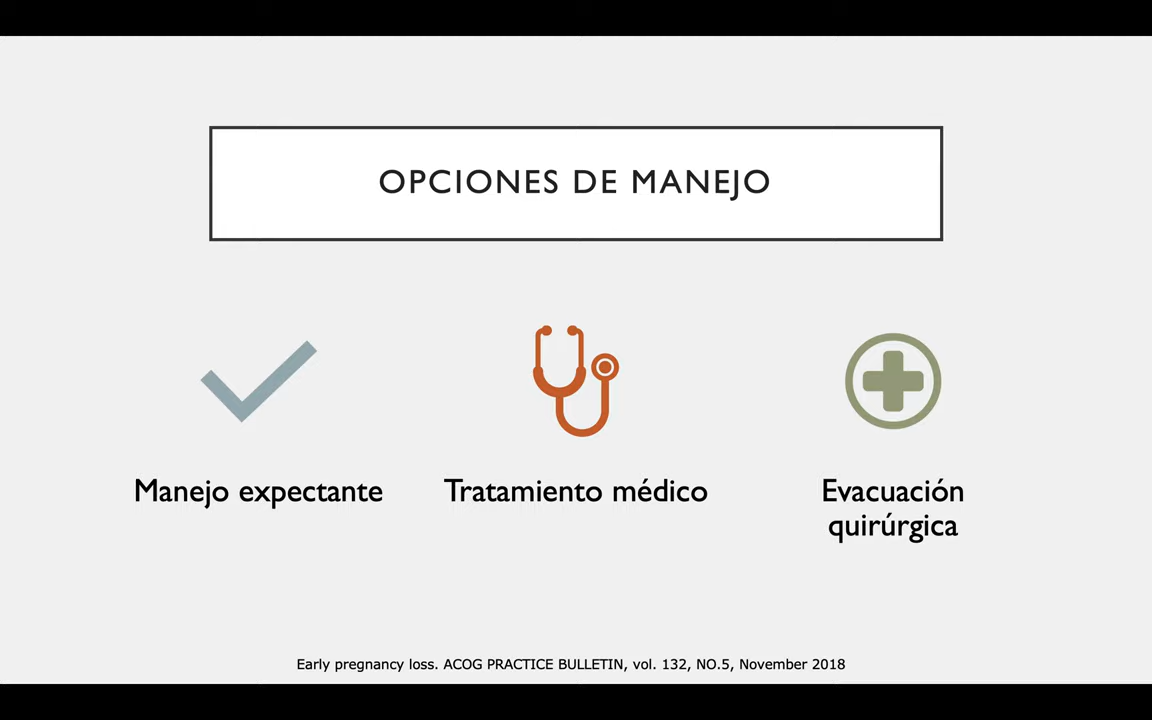 OPCIONES DE MANEJO
Manejo expectante
Tratamiento médico
Evacuación
quirúrgica
Early pregnancy loss. ACOG PRACTICE BULLETIN, vol. 132, NO.5, November 2018